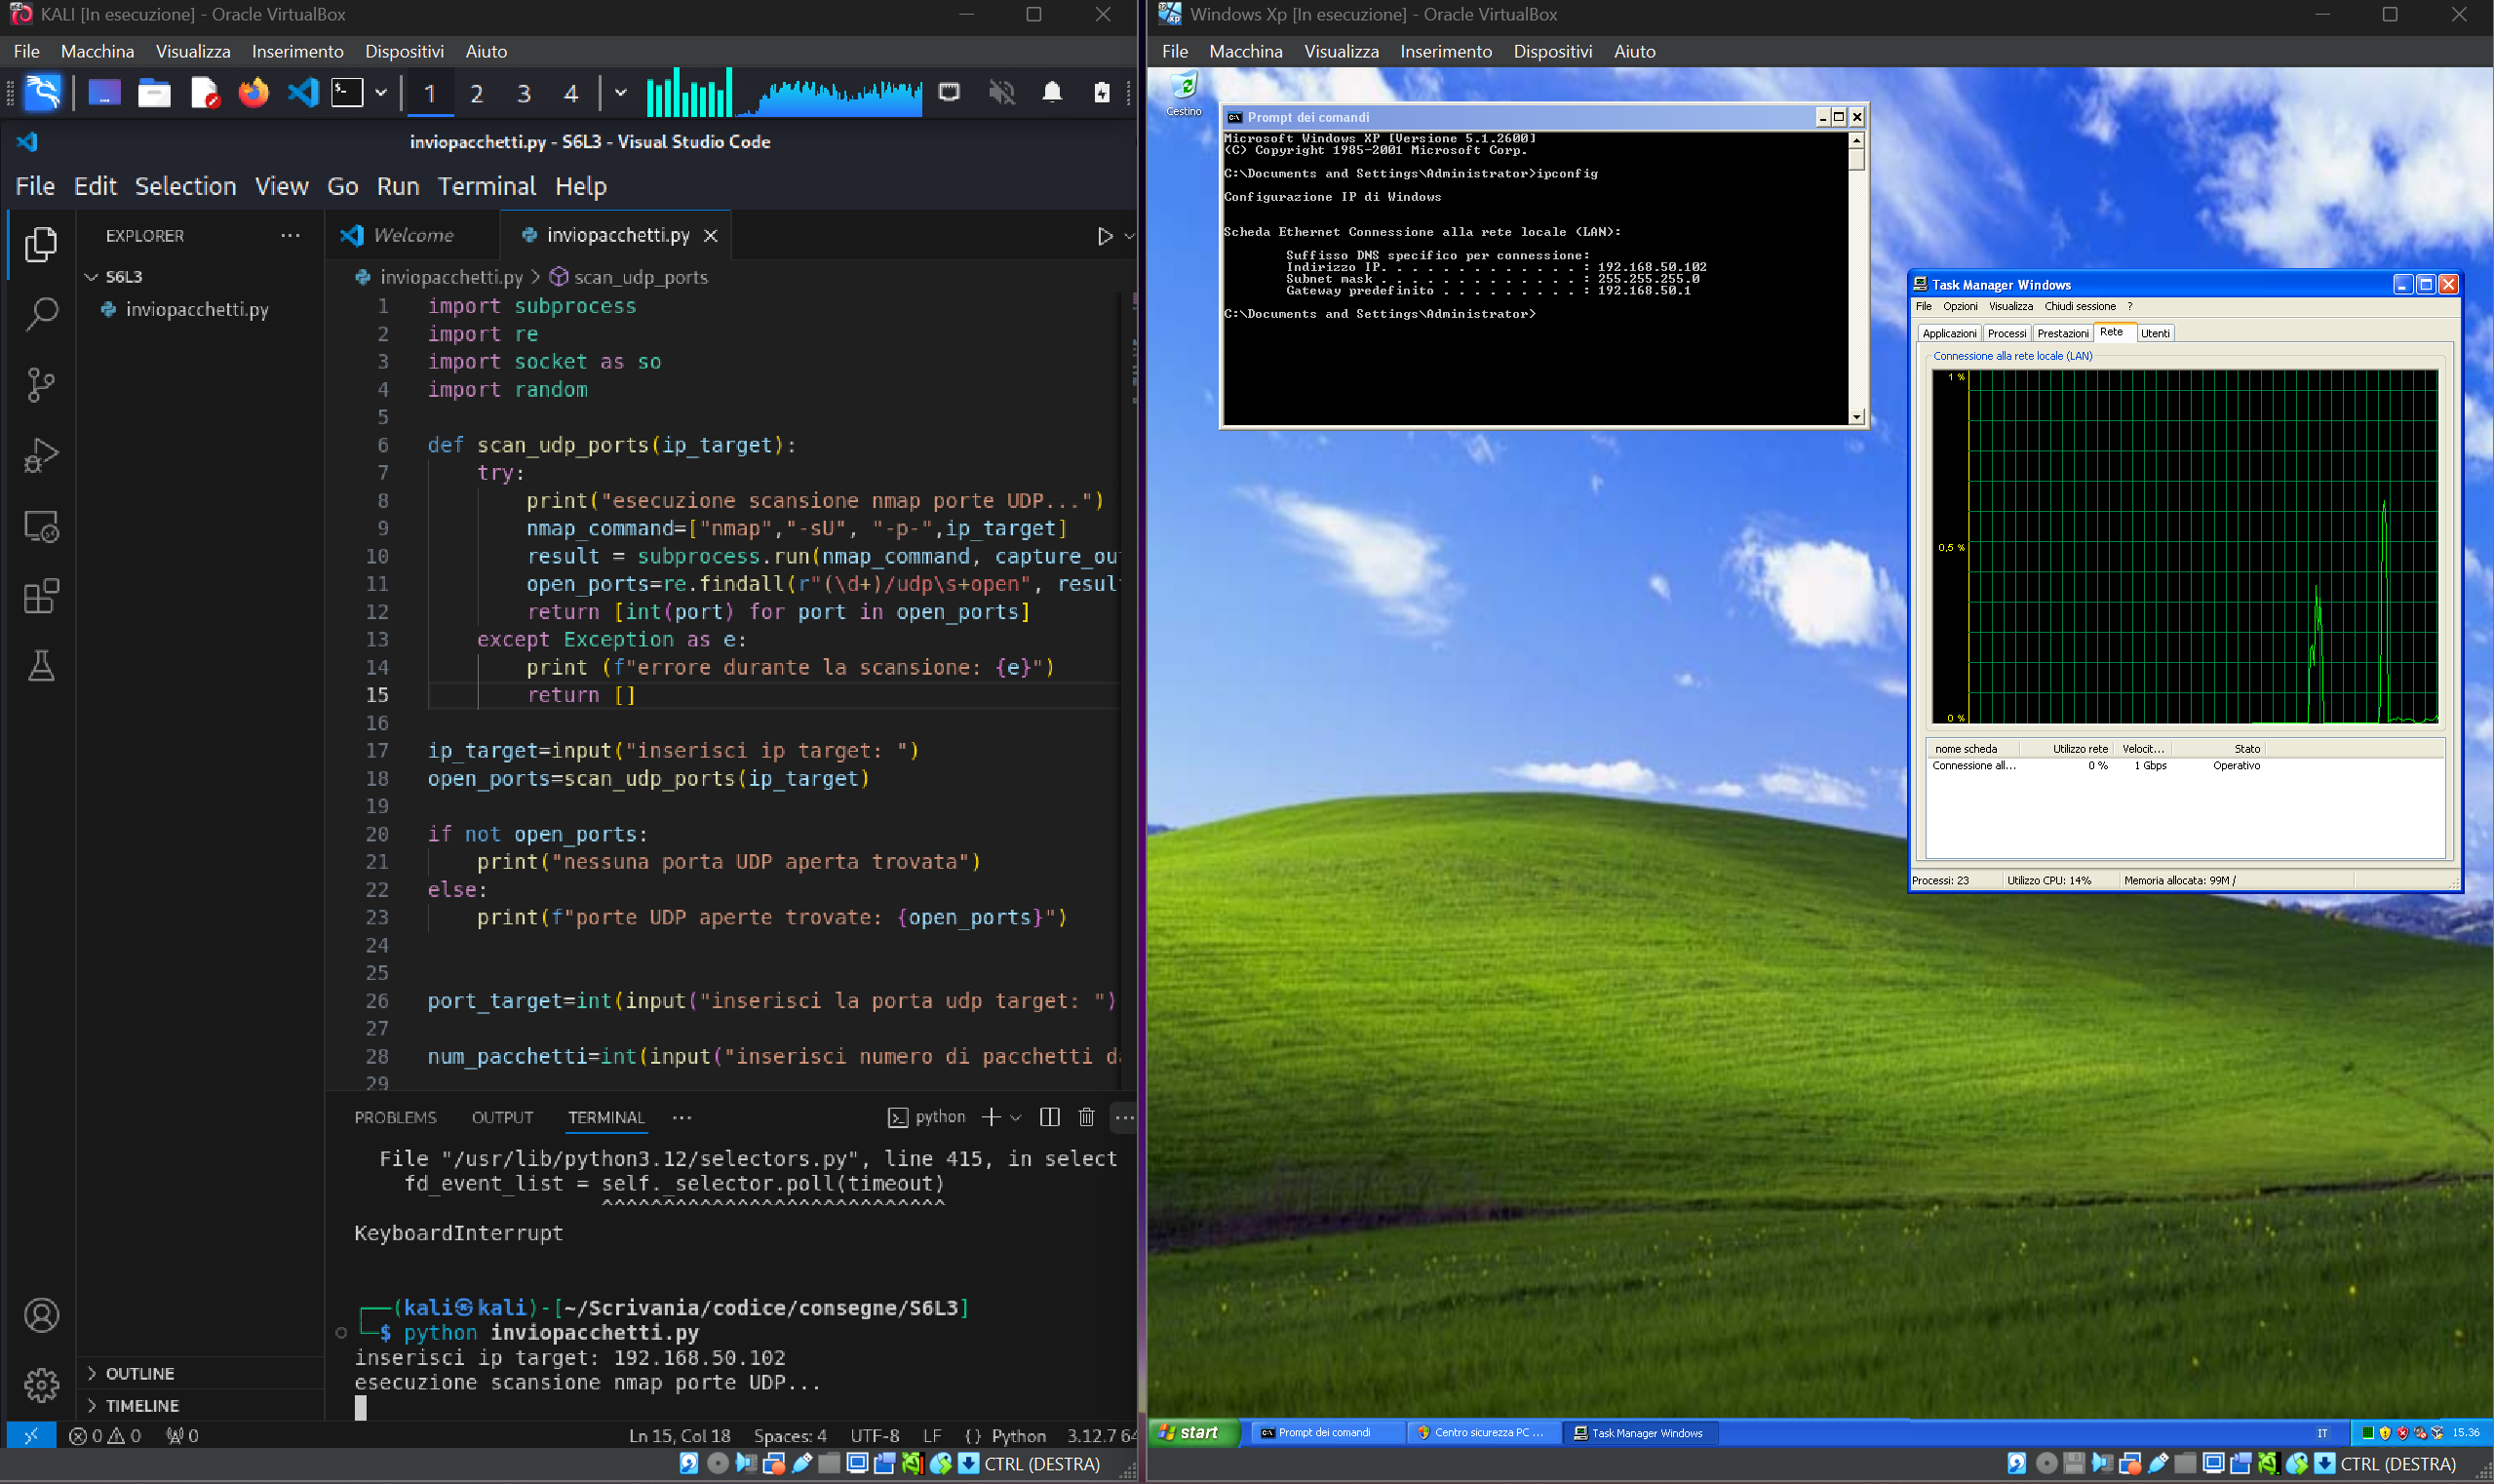 KALI [In esecuzione] - Oracle VirtualBox
File Macchina Visualizza Inserimento Dispositivi Aiuto
1 2 3 4
inviopacchetti.py - S6L3 - Visual Studio Code
File Edit Selection View Go Run Terminal Help
EXPLORER
S6L3
inviopacchetti.py
Welcome
inviopacchetti.py
inviopacchetti.py > scan_udp_ports
1 import subprocess
2 import re
3 import socket as so
4 import random
5
6 def scan_udp_ports(ip_target):
7 try:
8 print("esecuzione scansione nmap porte UDP...")
9 nmap_command=["nmap","-sU", "-p-",ip_target]
10 result = subprocess.run(nmap_command, capture_ou
11 open_ports=re.findall(r"(\d+)/udp\s+open", resul
12 return [int(port) for port in open_ports]
13 except Exception as e:
14 print (f"errore durante la scansione: {e}")
15 return []
16
17 ip_target=input("inserisci ip target: ")
18 open_ports=scan_udp_ports(ip_target)
19
20 if not open_ports:
21 print("nessuna porta UDP aperta trovata")
22 else:
23 print(f"porte UDP aperte trovate: {open_ports}")
24
25
26 port_target=int(input("inserisci la porta udp target: ")
27
28 num_pacchetti=int(input("inserisci numero di pacchetti d
29
PROBLEMS OUTPUT TERMINAL ... python
File "/usr/lib/python3.12/selectors.py", line 415, in select
fd_event_list = self._selector.poll(timeout)
^^^^^^^^^^^^^^^^^^^^^^^^^^^^
KeyboardInterrupt
(kali㉿kali)-[~/Scrivania/codice/consegne/S6L3]
$ python inviopacchetti.py
inserisci ip target: 192.168.50.102
esecuzione scansione nmap porte UDP...
OUTLINE
TIMELINE
0 0 0 Ln 15, Col 18 Spaces: 4 UTF-8 LF {} Python 3.12.7 64
CTRL (DESTRA)
Windows Xp [In esecuzione] - Oracle VirtualBox
File Macchina Visualizza Inserimento Dispositivi Aiuto
Cestino
Prompt dei comandi
Microsoft Windows XP [Versione 5.1.2600]
(C) Copyright 1985-2001 Microsoft Corp.
C:\Documents and Settings\Administrator>ipconfig
Configurazione IP di Windows
Scheda Ethernet Connessione alla rete locale (LAN):
Suffisso DNS specifico per connessione:
Indirizzo IP. . . . . . . . . . . . . : 192.168.50.102
Subnet mask . . . . . . . . . . . . . : 255.255.255.0
Gateway predefinito . . . . . . . . . : 192.168.50.1
C:\Documents and Settings\Administrator>
Task Manager Windows
File Opzioni Visualizza Chiudi sessione ?
Applicazioni Processi Prestazioni Rete Utenti
Connessione alla rete locale (LAN)
1 %
0,5 %
0 %
nome scheda Utilizzo rete Velocit... Stato
Connessione all... 0 % 1 Gbps Operativo
Processi: 23 Utilizzo CPU: 14% Memoria allocata: 99M /
start Prompt dei comandi Centro sicurezza PC ... Task Manager Windows IT 15.36
CTRL (DESTRA)